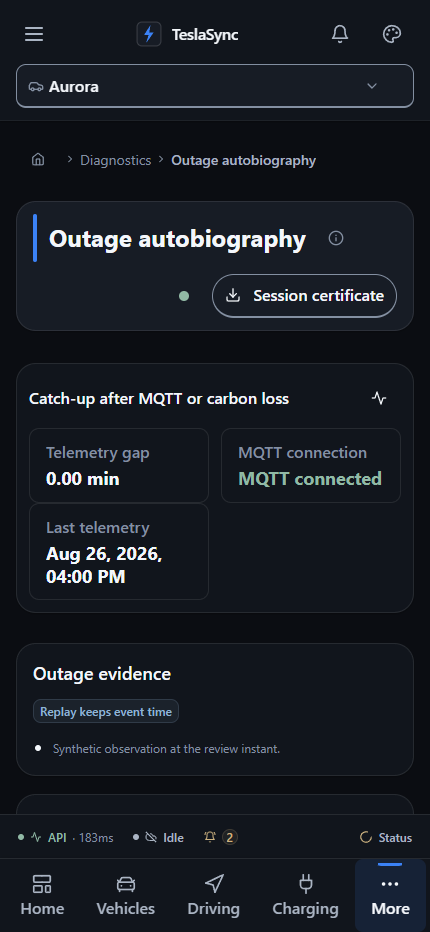 TeslaSync
Aurora
Diagnostics
Outage autobiography
Outage autobiography
Session certificate
Catch-up after MQTT or carbon loss
Telemetry gap
0.00 min
MQTT connection
MQTT connected
Last telemetry
Aug 26, 2026,
04:00 PM
Outage evidence
Replay keeps event time
Synthetic observation at the review instant.
API · 183ms
Idle
2
Status
Home
Vehicles
Driving
Charging
More